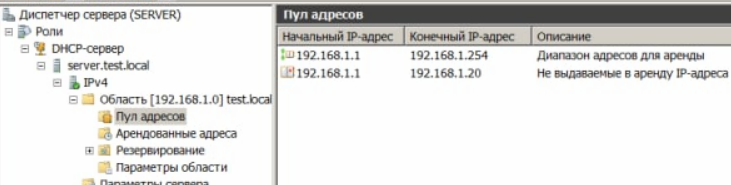 Диспетчер сервера (SERVER)
Роли
DHCP-сервер
server.test.local
IPv4
Область [192.168.1.0] test.local
Пул адресов
Арендованные адреса
Резервирование
Параметры области
Параметры сервера
Пул адресов
Начальный IP-адрес Конечный IP-адрес Описание
192.168.1.1 192.168.1.254 Диапазон адресов для аренды
192.168.1.1 192.168.1.20 Не выдаваемые в аренду IP-адреса